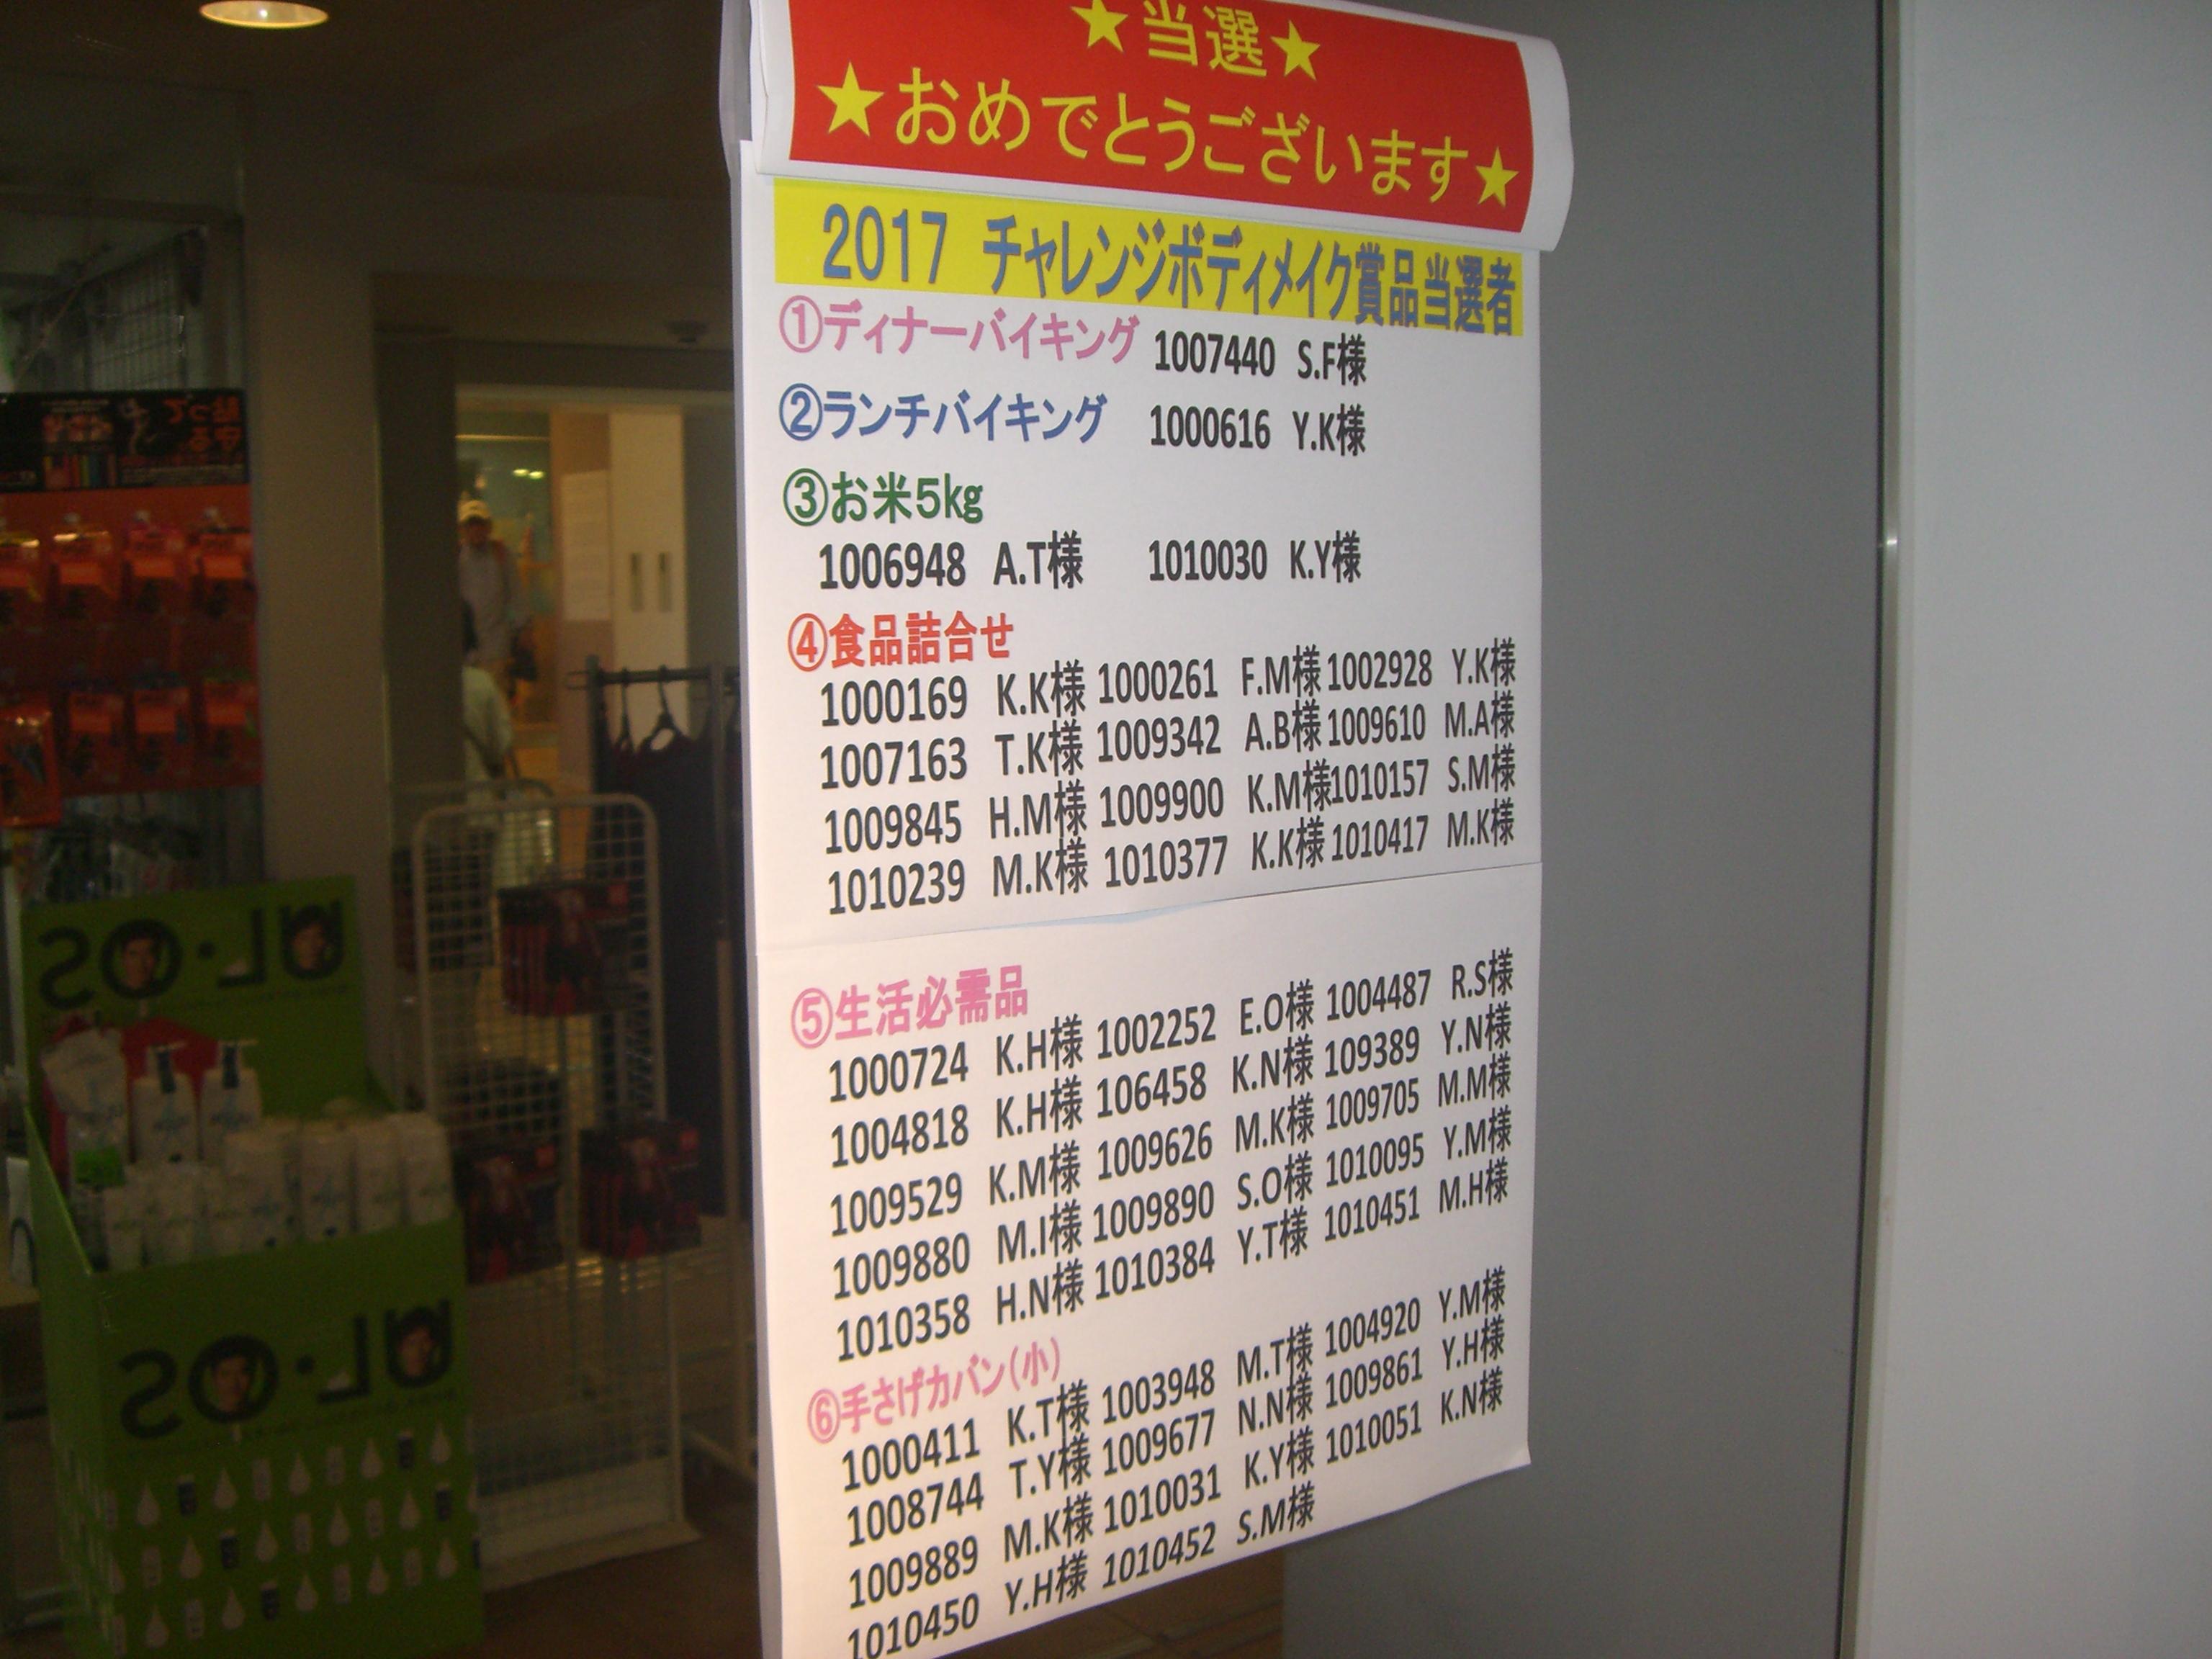 ★当選★
★おめでとうございます★
2017 チャレンジボディメイク賞品当選者
①ディナーバイキング 1007440 S.F様
②ランチバイキング 1000616 Y.K様
③お米5kg
1006948 A.T様 1010030 K.Y様
④食品詰合せ
1000169 K.K様 1000261 F.M様 1002928 Y.K様
1007163 T.K様 1009342 A.B様 1009610 M.A様
1009845 H.M様 1009900 K.M様 1010157 S.M様
1010239 M.K様 1010377 K.K様 1010417 M.K様
⑤生活必需品
1000724 K.H様 1002252 E.O様 1004487 R.S様
1004818 K.H様 106458 K.N様 109389 Y.N様
1009529 K.M様 1009626 M.K様 1009705 M.M様
1009880 M.I様 1009890 S.O様 1010095 Y.M様
1010358 H.N様 1010384 Y.T様 1010451 M.H様
⑥手さげカバン(小)
1000411 K.T様 1003948 M.T様 1004920 Y.M様
1008744 T.Y様 1009677 N.N様 1009861 Y.H様
1009889 M.K様 1010031 K.Y様 1010051 K.N様
1010450 Y.H様 1010452 S.M様
UL·OS
UL·OS